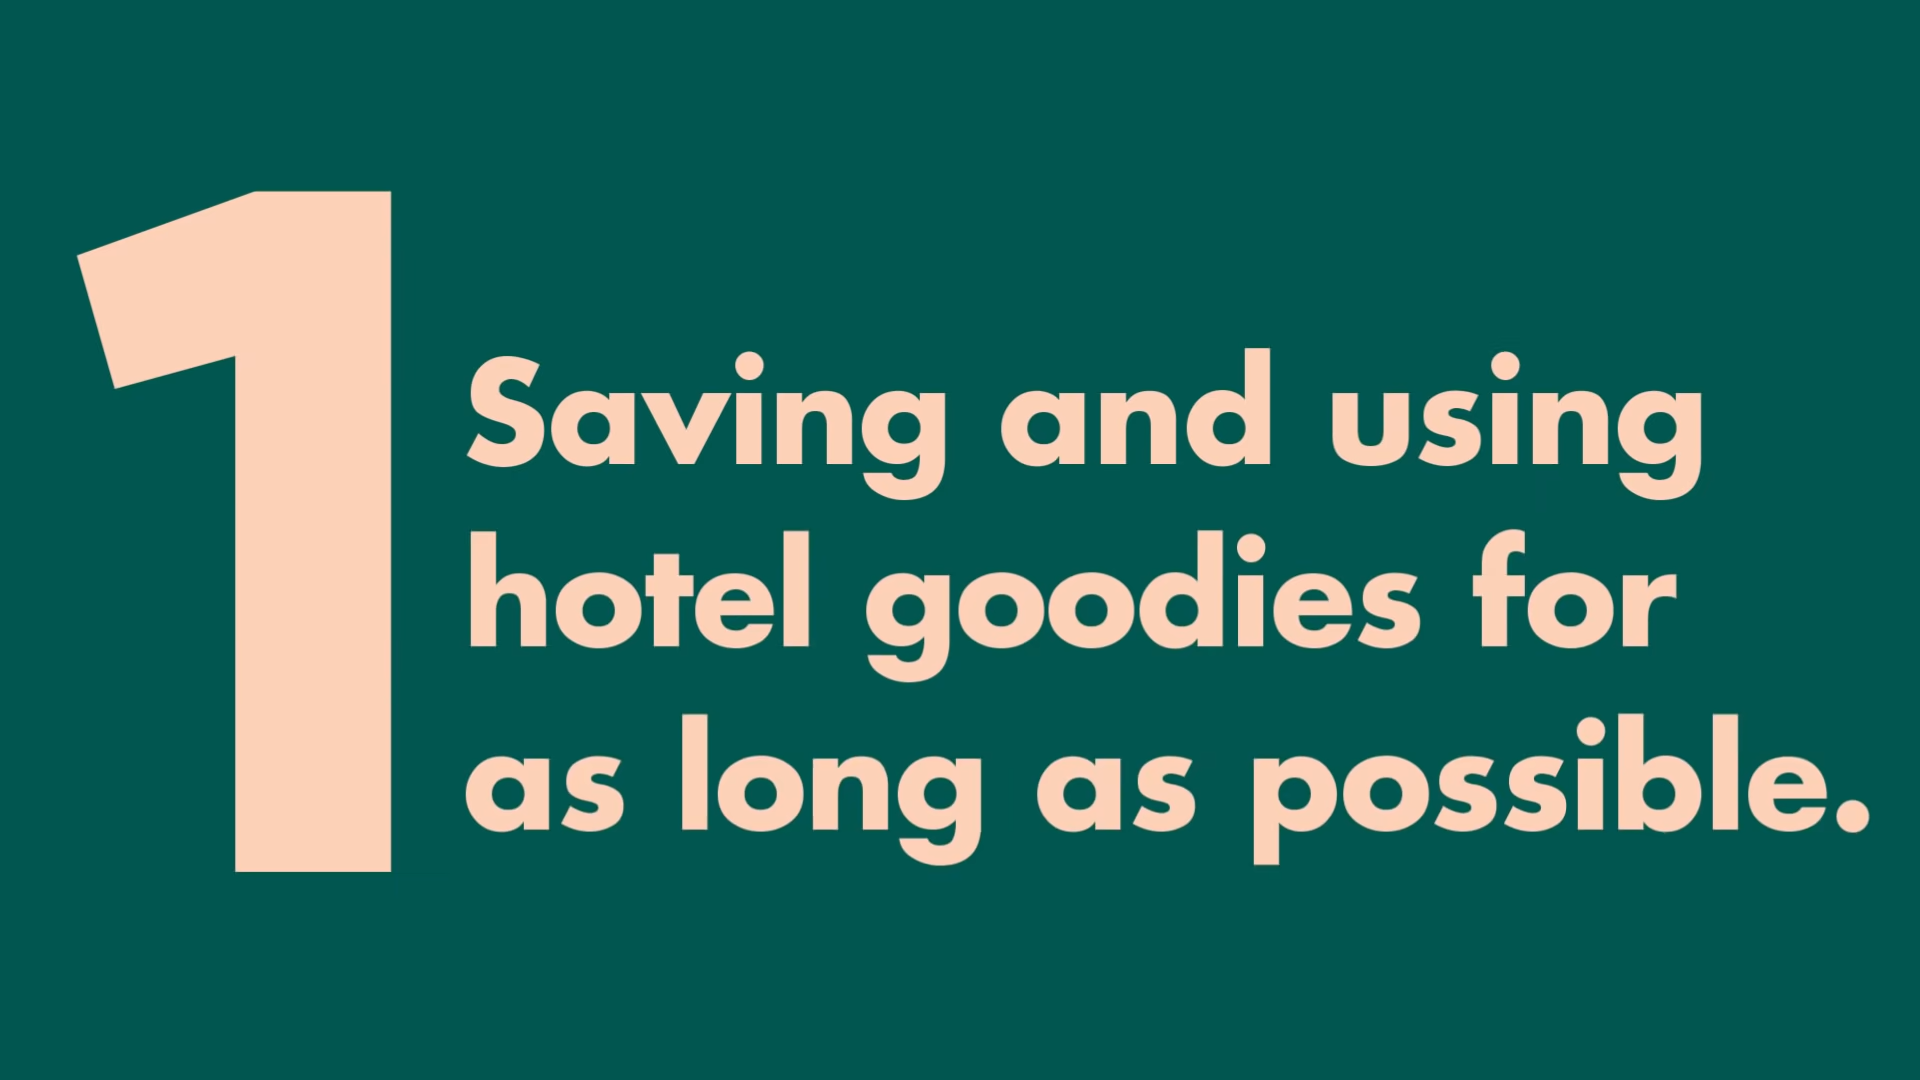 1
Saving and using
hotel goodies for
as long as possible.